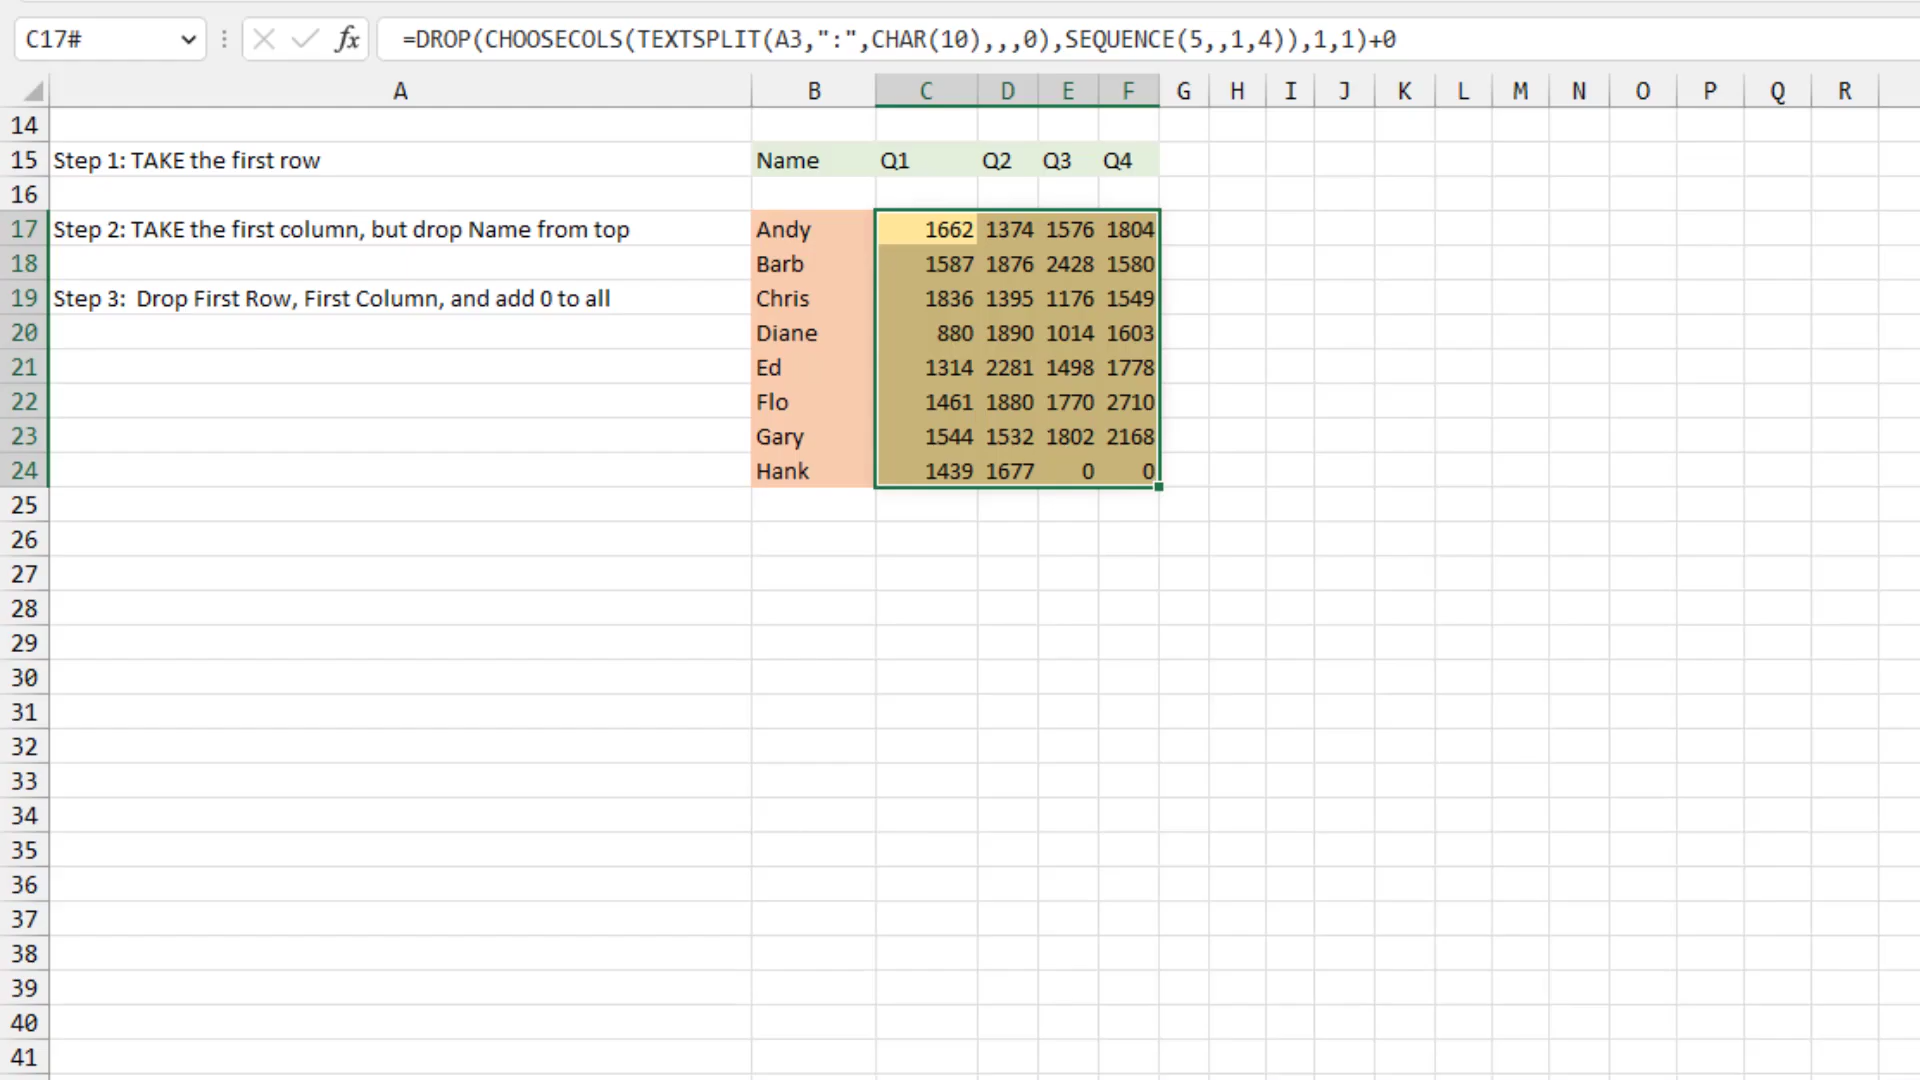 C17# fx =DROP(CHOOSECOLS(TEXTSPLIT(A3,":",CHAR(10),,,0),SEQUENCE(5,,1,4)),1,1)+0
A B C D E F G H I J K L M N O P Q R
14
15 Step 1: TAKE the first row Name Q1 Q2 Q3 Q4
16
17 Step 2: TAKE the first column, but drop Name from top Andy 1662 1374 1576 1804
18 Barb 1587 1876 2428 1580
19 Step 3:  Drop First Row, First Column, and add 0 to all Chris 1836 1395 1176 1549
20 Diane 880 1890 1014 1603
21 Ed 1314 2281 1498 1778
22 Flo 1461 1880 1770 2710
23 Gary 1544 1532 1802 2168
24 Hank 1439 1677 0 0
25
26
27
28
29
30
31
32
33
34
35
36
37
38
39
40
41